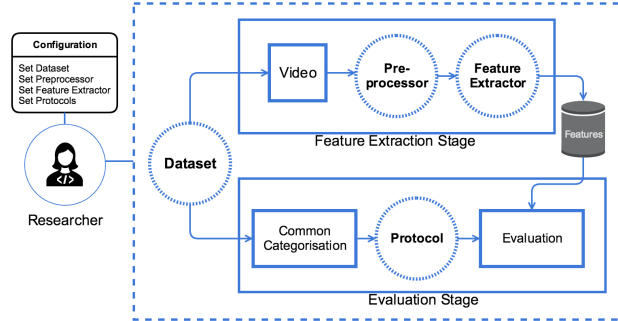 Configuration
Set Dataset
Set Preprocessor
Set Feature Extractor
Set Protocols
Researcher
Dataset
Video
Pre-
processor
Feature
Extractor
Feature Extraction Stage
Features
Common
Categorisation
Protocol
Evaluation
Evaluation Stage